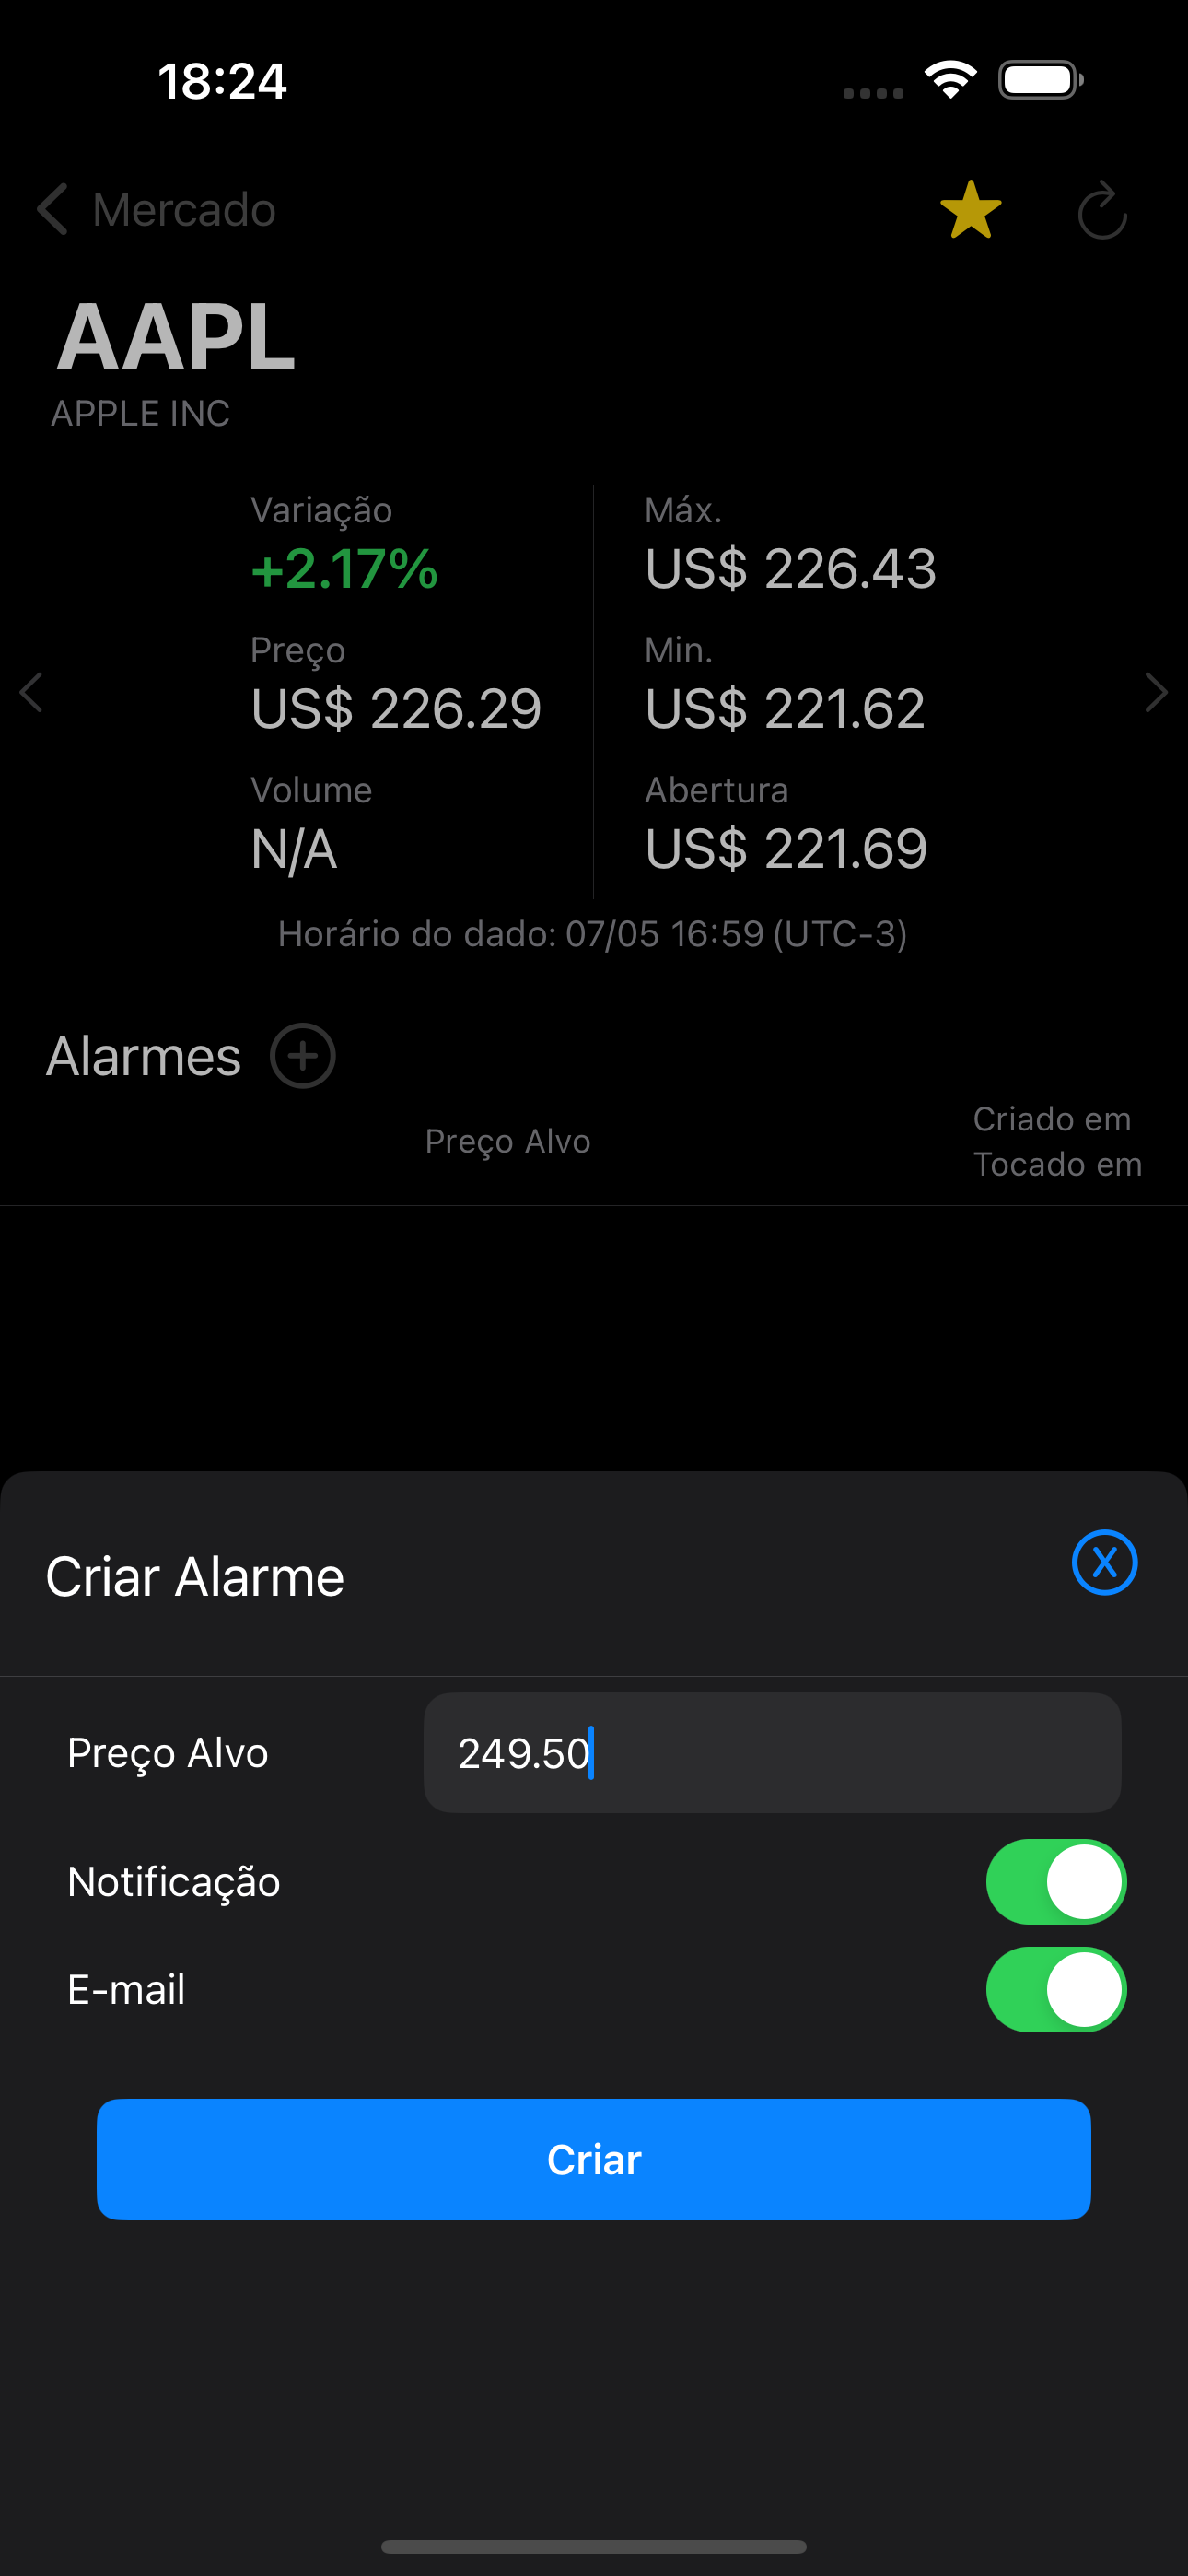 18:24
Mercado
AAPL
APPLE INC
Variação
+2.17%
Máx.
US$ 226.43
Preço
US$ 226.29
Min.
US$ 221.62
Volume
N/A
Abertura
US$ 221.69
Horário do dado: 07/05 16:59 (UTC-3)
Alarmes
Preço Alvo
Criado em
Tocado em
Criar Alarme
Preço Alvo
249.50
Notificação
E-mail
Criar